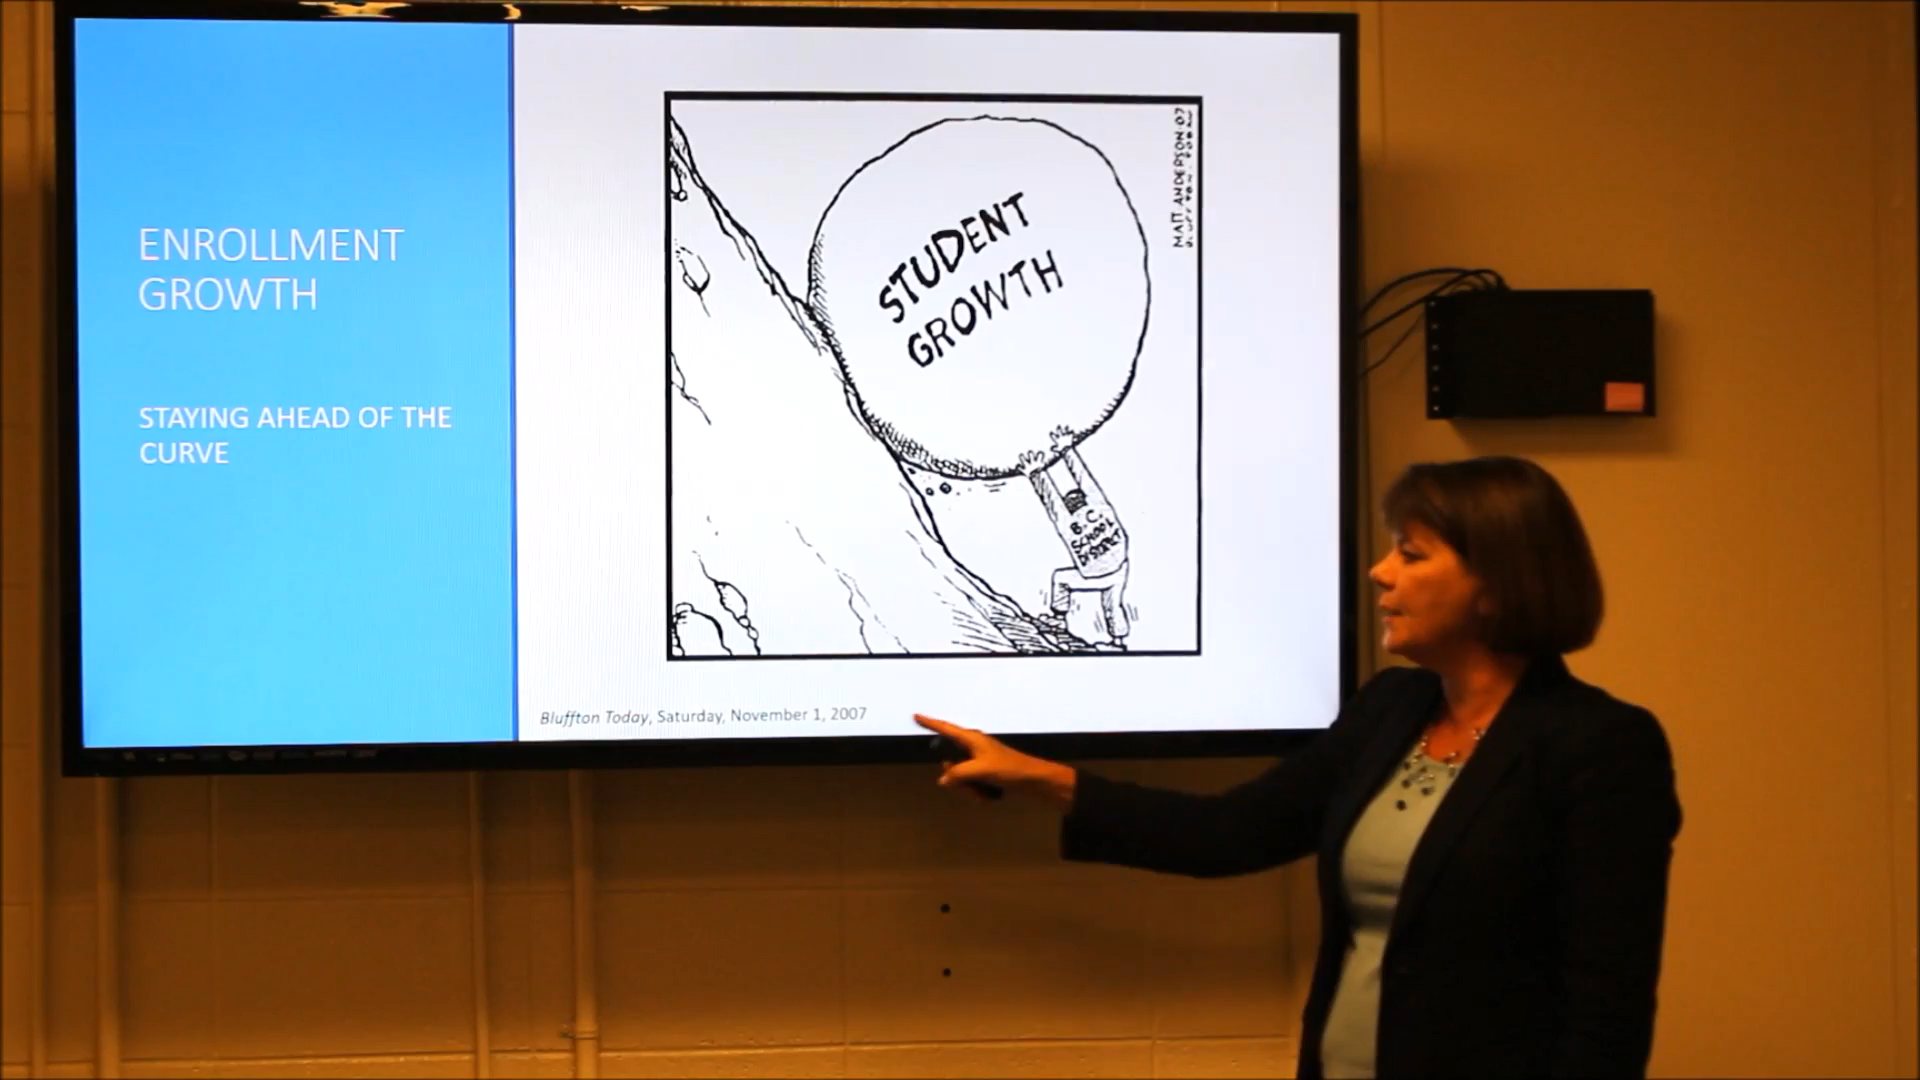 ENROLLMENT
GROWTH
STAYING AHEAD OF THE
CURVE
STUDENT
GROWTH
MATT ANDERSON·07
B.C.
SCHOOL
DISTRICT
Bluffton Today, Saturday, November 1, 2007